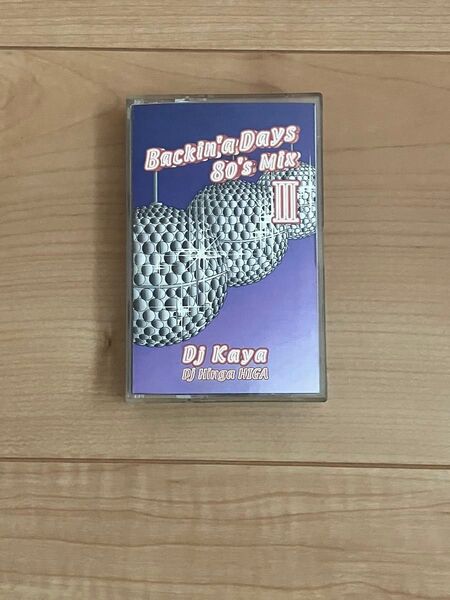 Backin'a Days
80's Mix
III
Dj Kaya
Dj Hinga HIGA